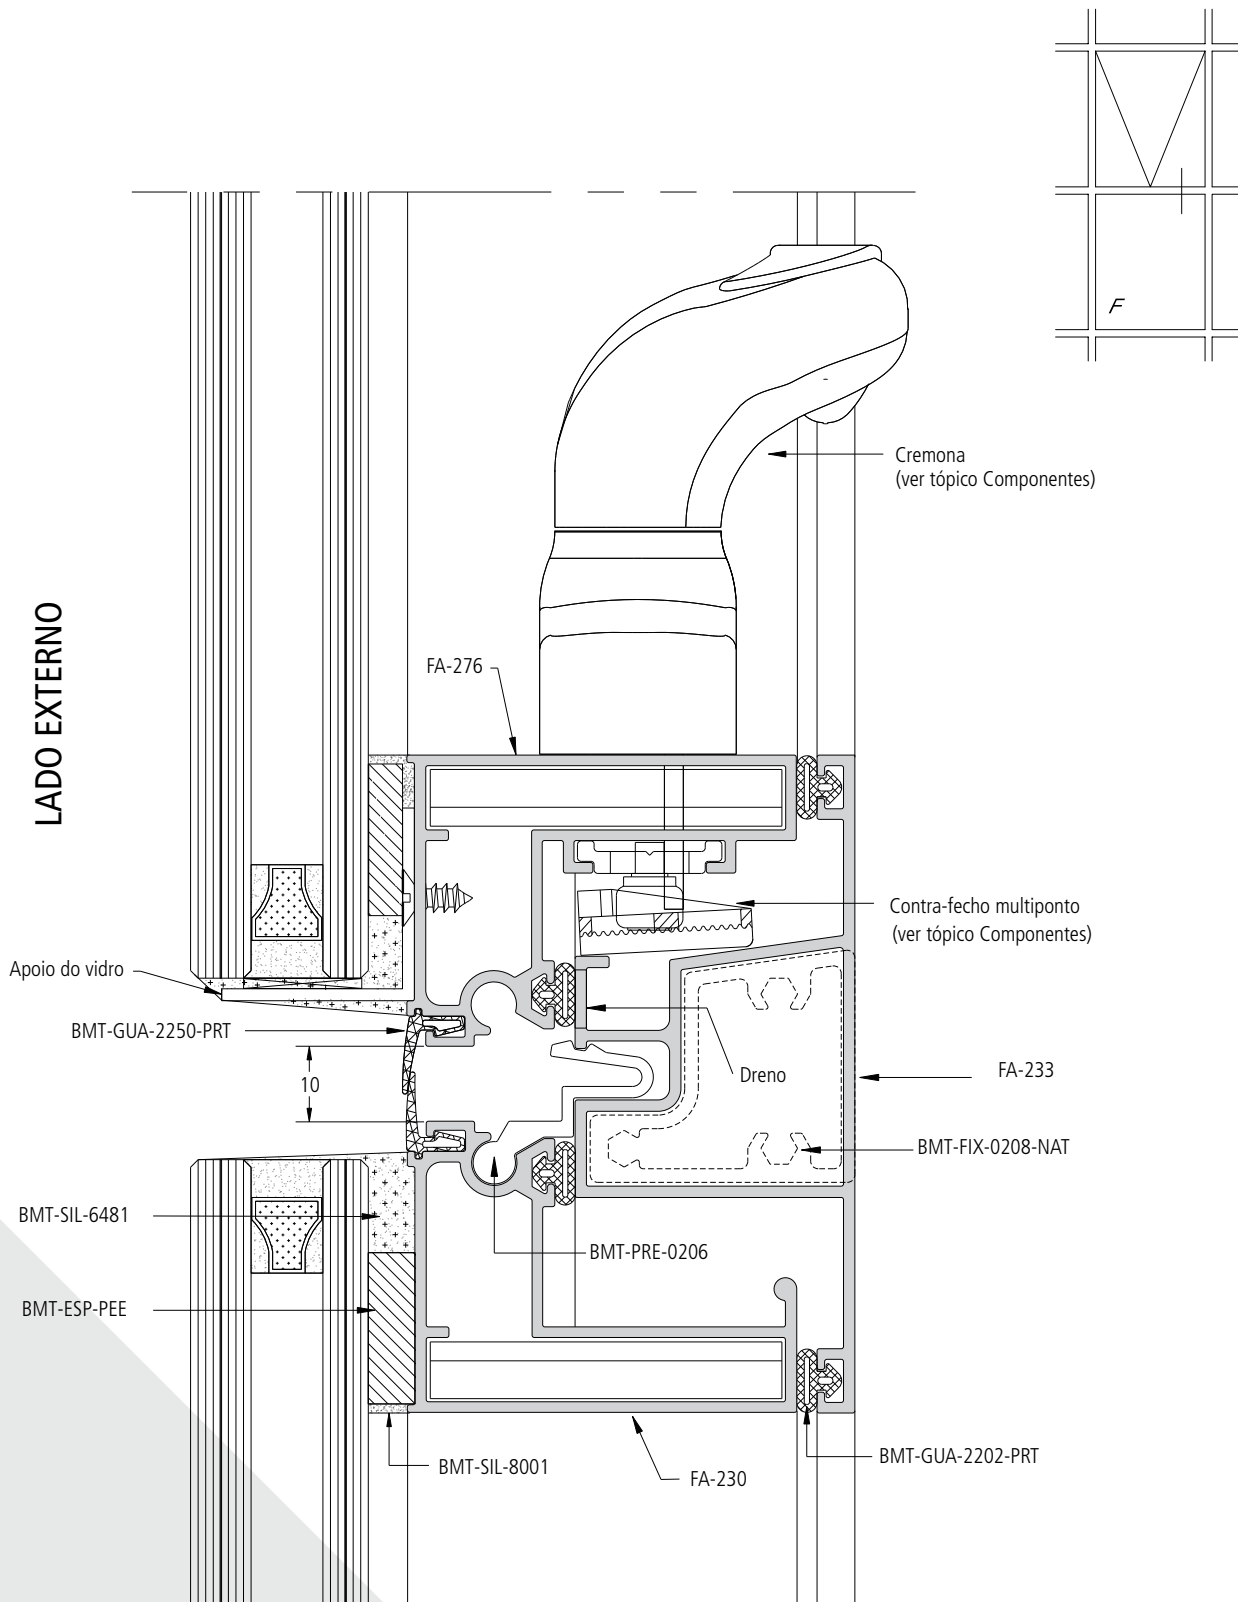 F
Cremona
(ver tópico Componentes)
LADO EXTERNO
FA-276
Contra-fecho multiponto
(ver tópico Componentes)
Apoio do vidro
BMT-GUA-2250-PRT
10
Dreno
FA-233
BMT-FIX-0208-NAT
BMT-SIL-6481
BMT-PRE-0206
BMT-ESP-PEE
BMT-SIL-8001
FA-230
BMT-GUA-2202-PRT